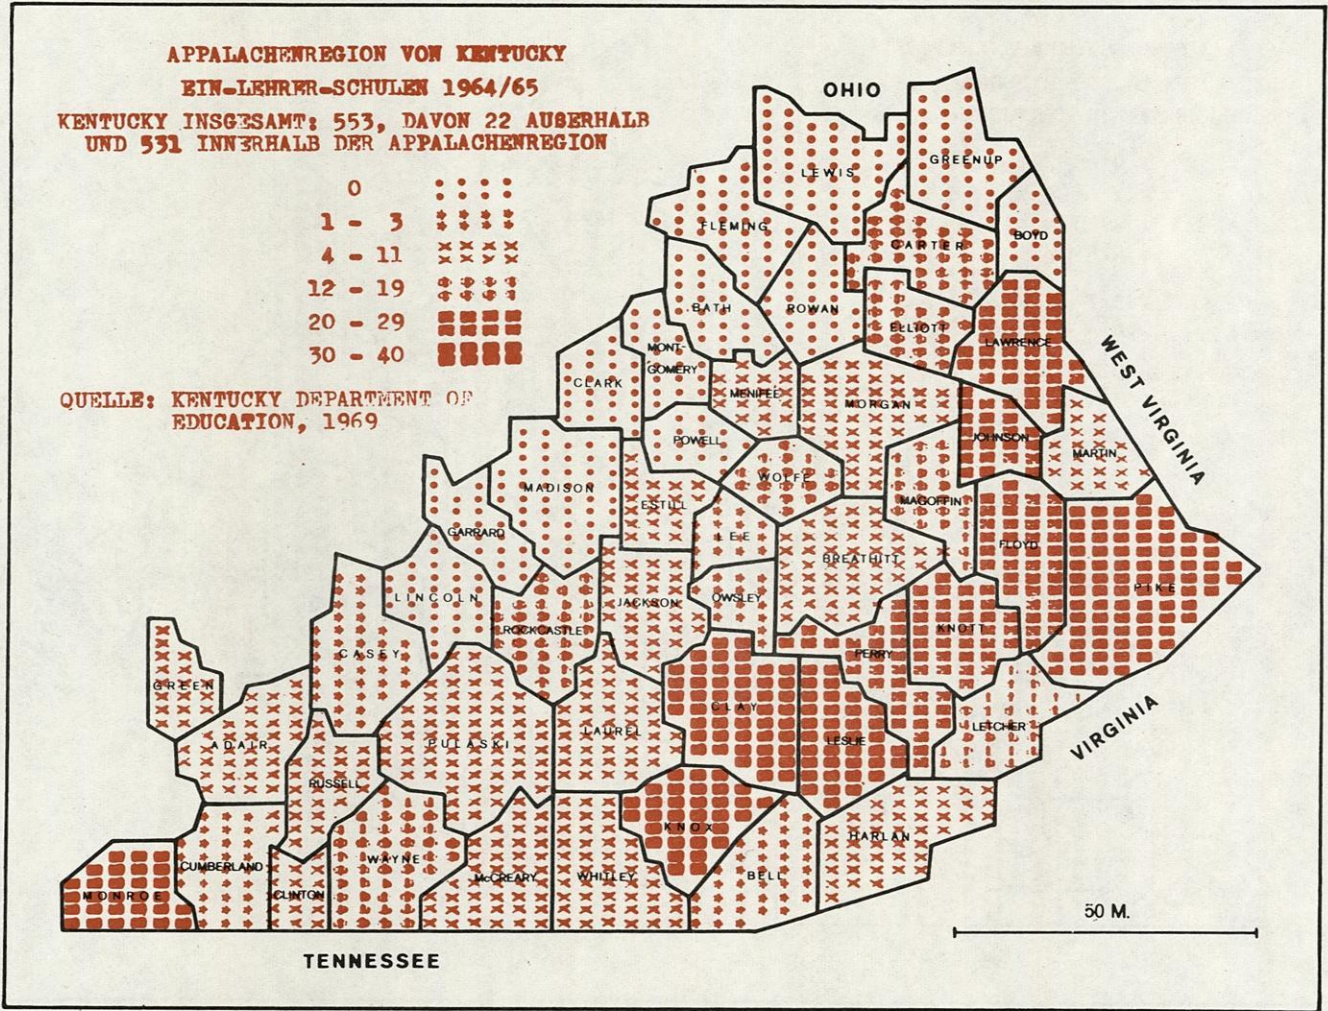 APPALACHENREGION VON KENTUCKY
EIN-LEHRER-SCHULEN 1964/65
KENTUCKY INSGESAMT: 553, DAVON 22 AUßERHALB
UND 531 INNERHALB DER APPALACHENREGION
0
1 - 3
4 - 11
12 - 19
20 - 29
30 - 40
QUELLE: KENTUCKY DEPARTMENT OF
EDUCATION, 1969
OHIO
GREENUP
LEWIS
FLEMING
CARTER
BOYD
BATH
ROWAN
ELLIOTT
LAWRENCE
WEST VIRGINIA
MONT-
GOMERY
CLARK
MENIFEE
MORGAN
JOHNSON
MARTIN
POWELL
WOLFE
MADISON
ESTILL
MAGOFFIN
GARRARD
LEE
FLOYD
BREATHITT
PIKE
LINCOLN
JACKSON
OWSLEY
ROCKCASTLE
KNOTT
CASEY
PERRY
GREEN
CLAY
LETCHER
VIRGINIA
ADAIR
PULASKI
LAUREL
LESLIE
RUSSELL
KNOX
HARLAN
CUMBERLAND
WAYNE
McCREARY
WHITLEY
BELL
MONROE
CLINTON
50 M.
TENNESSEE